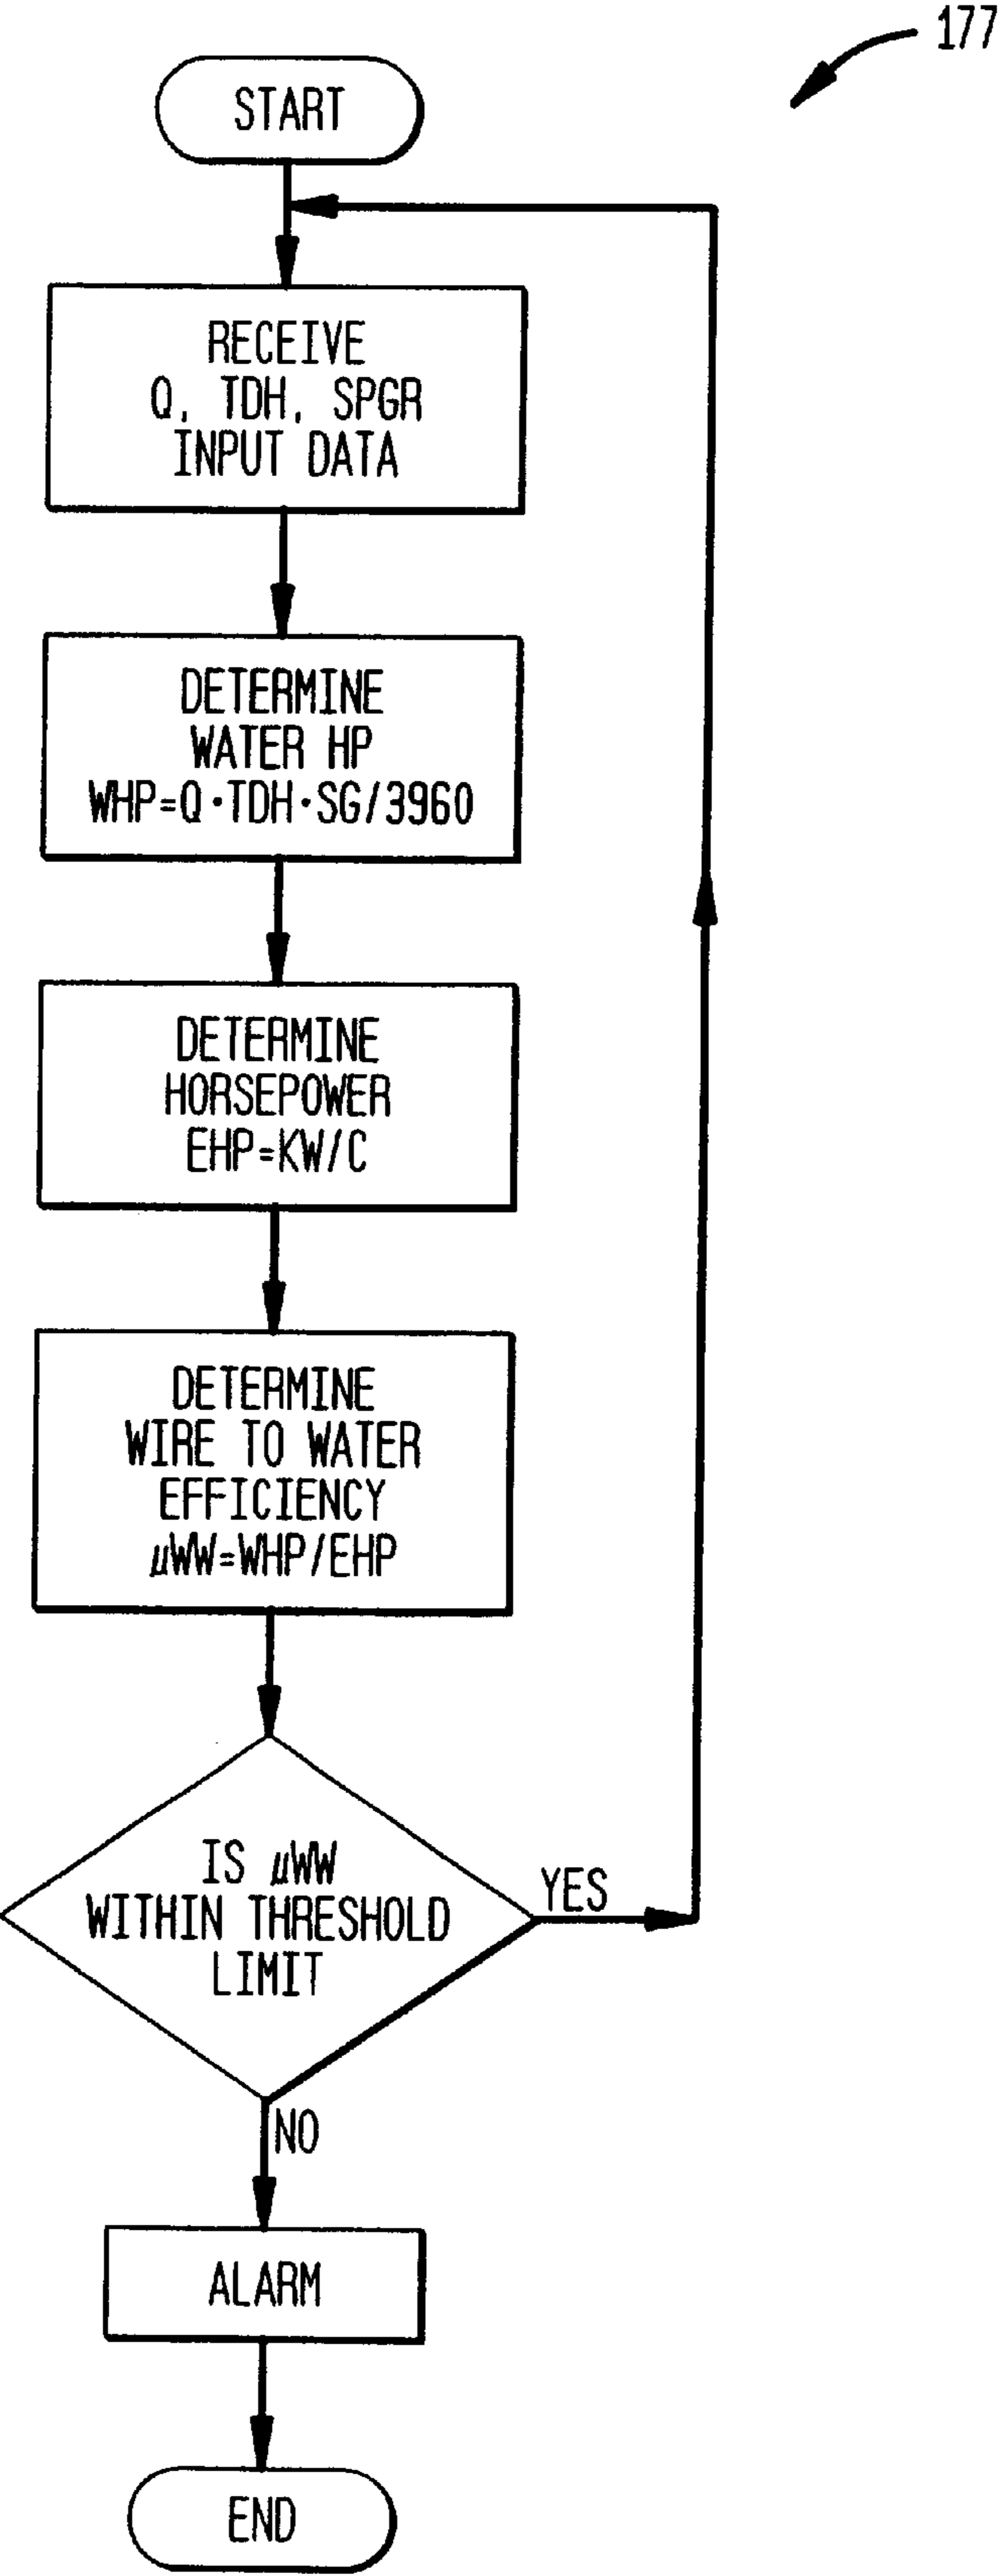 177
START
RECEIVE
Q, TDH, SPGR
INPUT DATA
DETERMINE
WATER HP
WHP=Q·TDH·SG/3960
DETERMINE
HORSEPOWER
EHP=KW/C
DETERMINE
WIRE TO WATER
EFFICIENCY
μWW=WHP/EHP
IS μWW
WITHIN THRESHOLD
LIMIT
YES
NO
ALARM
END